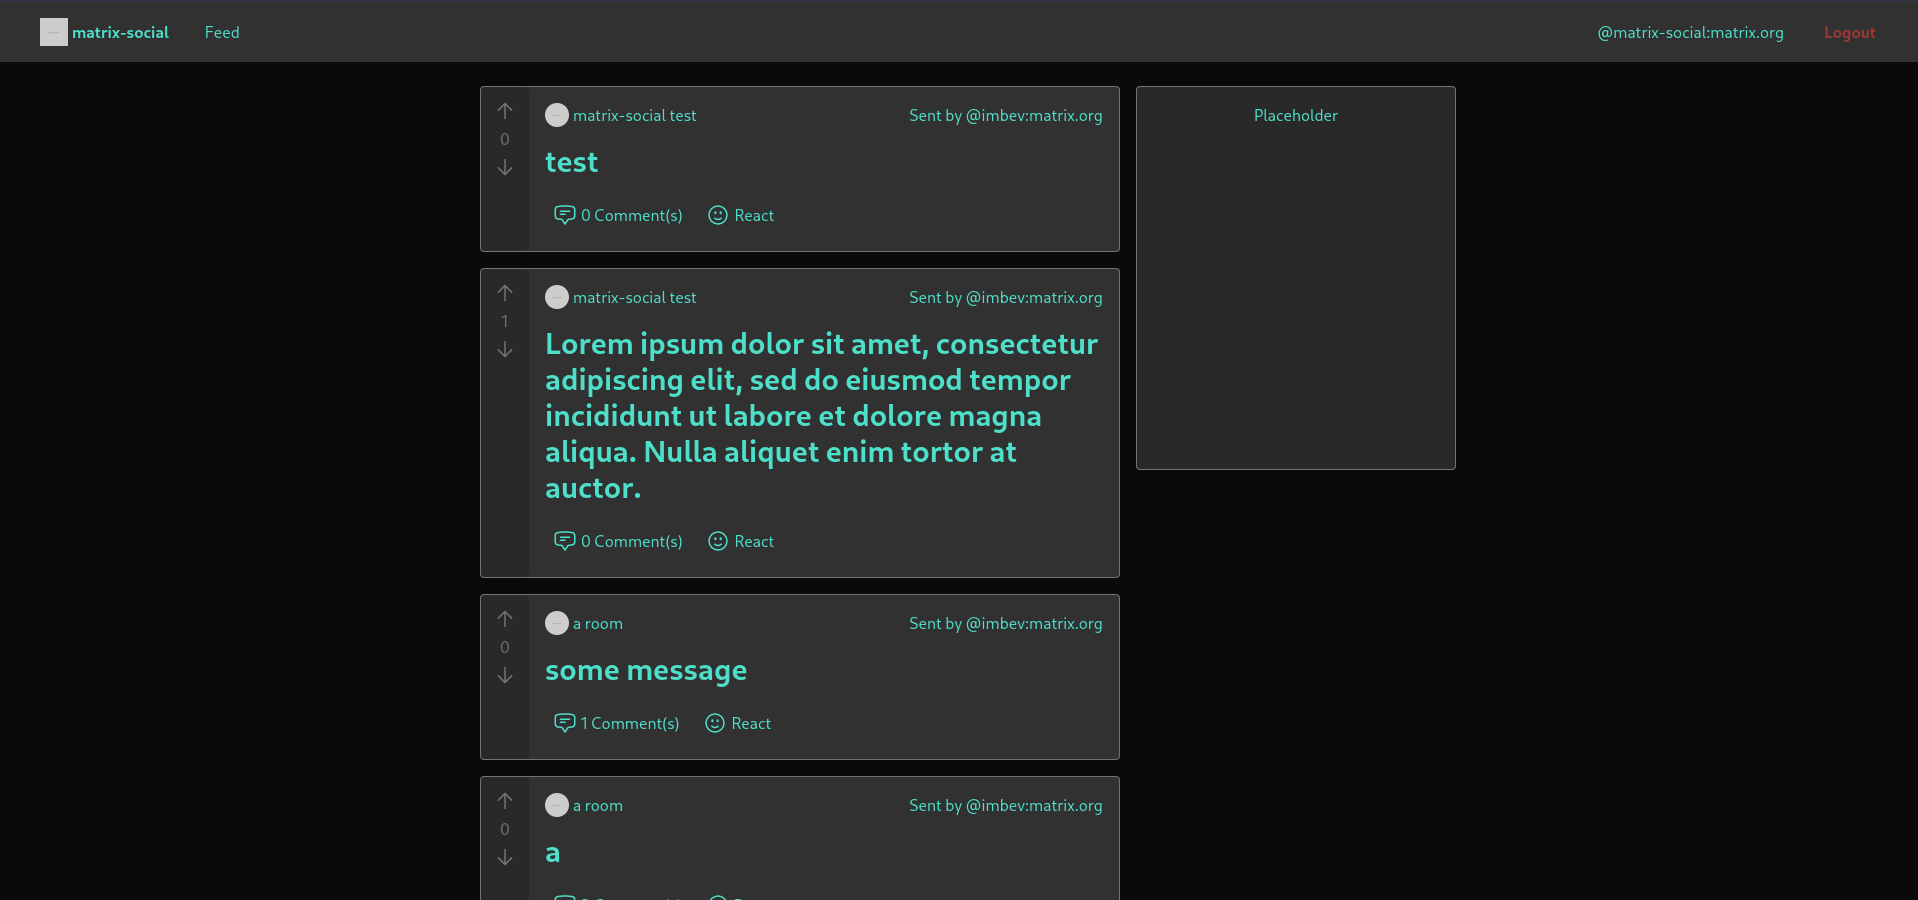 matrix-social Feed @matrix-social:matrix.org Logout
matrix-social test Sent by @imbev:matrix.org
0
test
0 Comment(s) React
Placeholder
matrix-social test Sent by @imbev:matrix.org
1
Lorem ipsum dolor sit amet, consectetur
adipiscing elit, sed do eiusmod tempor
incididunt ut labore et dolore magna
aliqua. Nulla aliquet enim tortor at
auctor.
0 Comment(s) React
a room Sent by @imbev:matrix.org
0
some message
1 Comment(s) React
a room Sent by @imbev:matrix.org
0
a